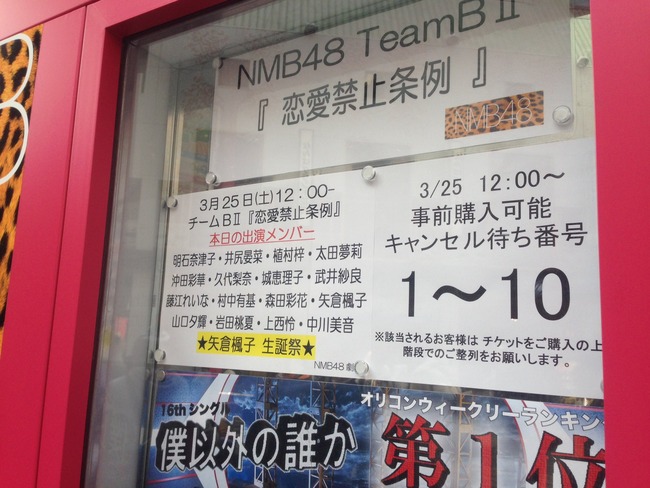 NMB48 TeamBⅡ
『 恋愛禁止条例 』
NMB48
3月25日(土)12：00-
チームBⅡ『恋愛禁止条例』
本日の出演メンバー
明石奈津子・井尻晏菜・植村梓・太田夢莉
沖田彩華・久代梨奈・城恵理子・武井紗良
藤江れいな・村中有基・森田彩花・矢倉楓子
山口夕輝・岩田桃夏・上西怜・中川美音
★矢倉楓子 生誕祭★
NMB48 劇
3/25 12:00～
事前購入可能
キャンセル待ち番号
1～10
※該当されるお客様は チケットをご購入の上
階段でのご整列をお願いします。
16thシングル
僕以外の誰か
オリコンウィークリーランキン
第1位